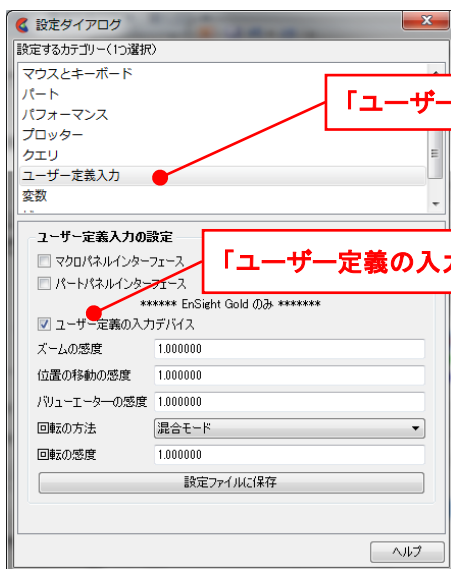 設定ダイアログ
設定するカテゴリー(1つ選択)
マウスとキーボード
パート
パフォーマンス
プロッター
クエリ
ユーザー定義入力
変数
「ユーザー
ユーザー定義入力の設定
マクロパネルインターフェース
パートパネルインターフェース
「ユーザー定義の入力
****** EnSight Gold のみ *******
ユーザー定義の入力デバイス
ズームの感度 1.000000
位置の移動の感度 1.000000
バリューエーターの感度 1.000000
回転の方法 混合モード
回転の感度 1.000000
設定ファイルに保存
ヘルプ